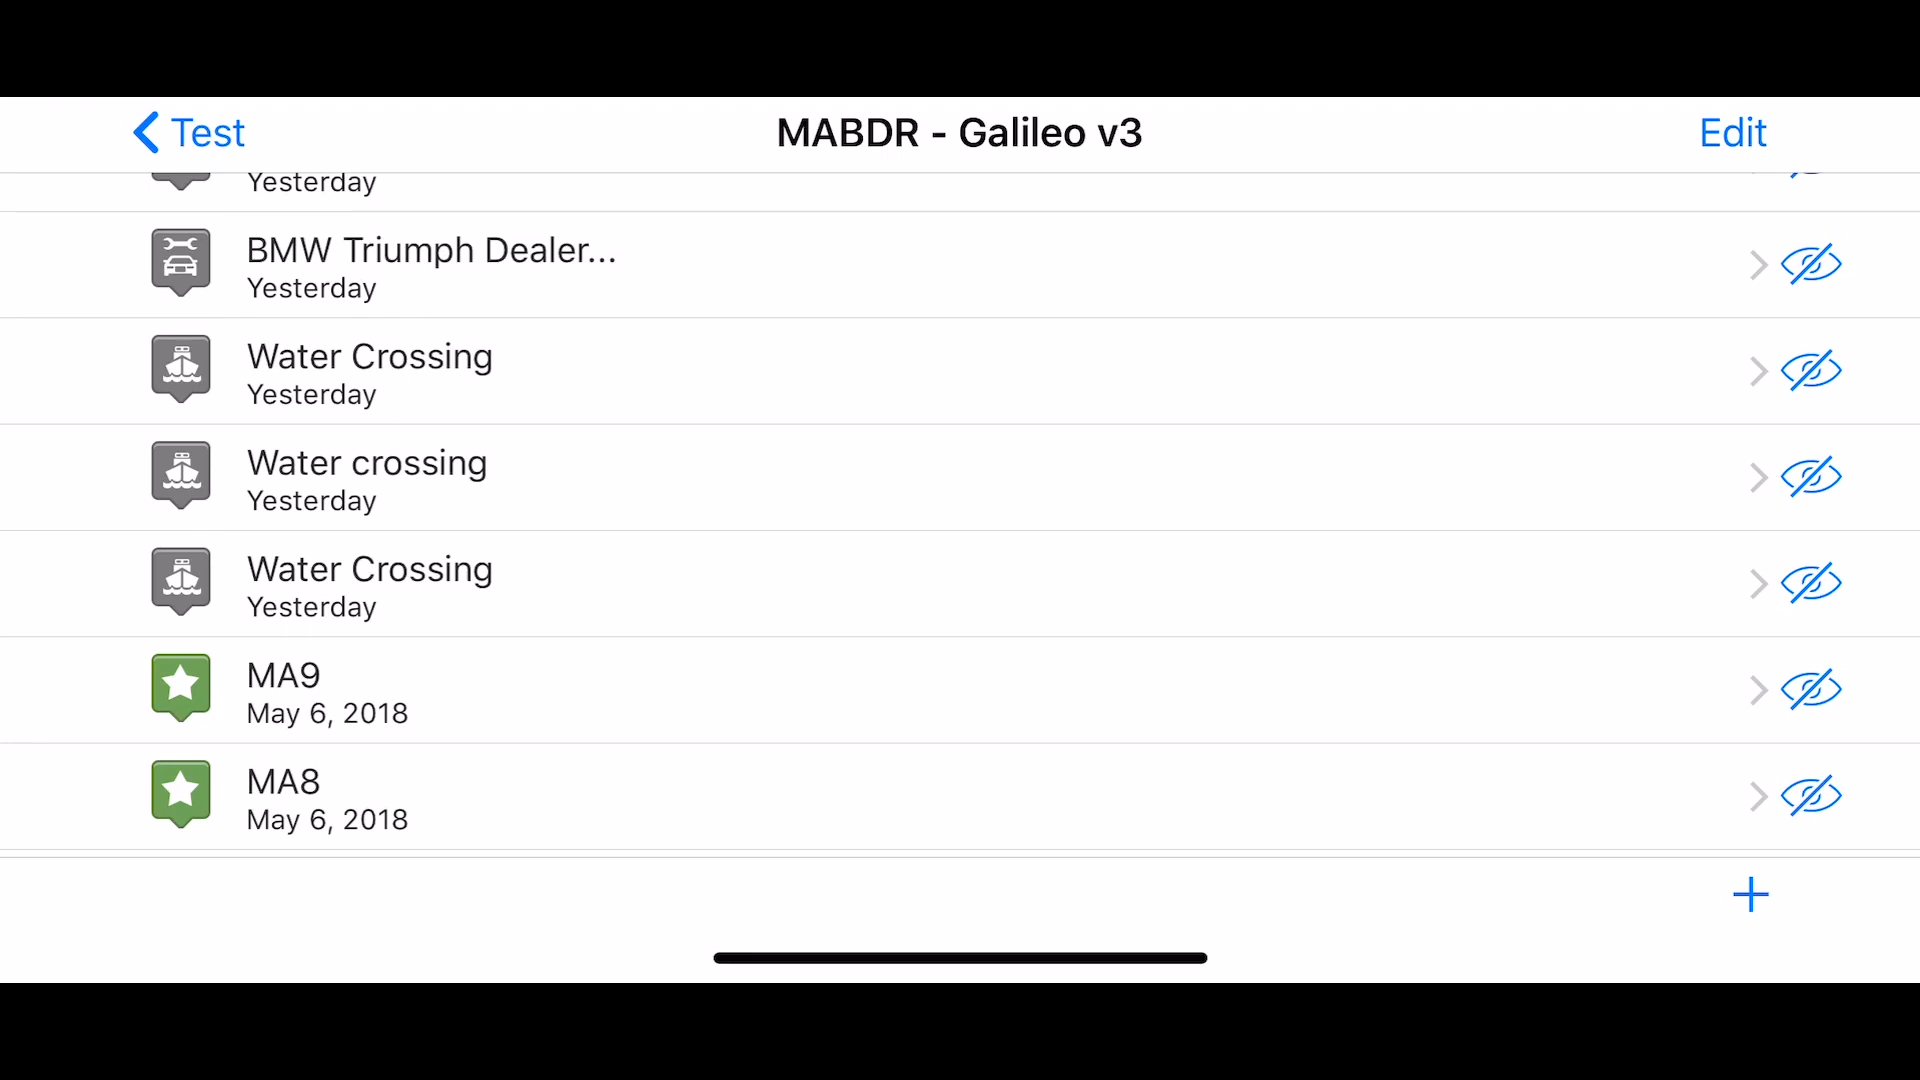 Test
MABDR - Galileo v3
Edit
Yesterday
BMW Triumph Dealer...
Yesterday
Water Crossing
Yesterday
Water crossing
Yesterday
Water Crossing
Yesterday
MA9
May 6, 2018
MA8
May 6, 2018